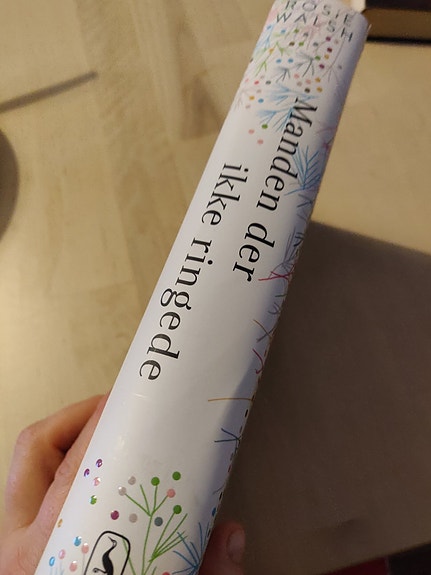 ROSIE
WALSH
Manden der
ikke ringede